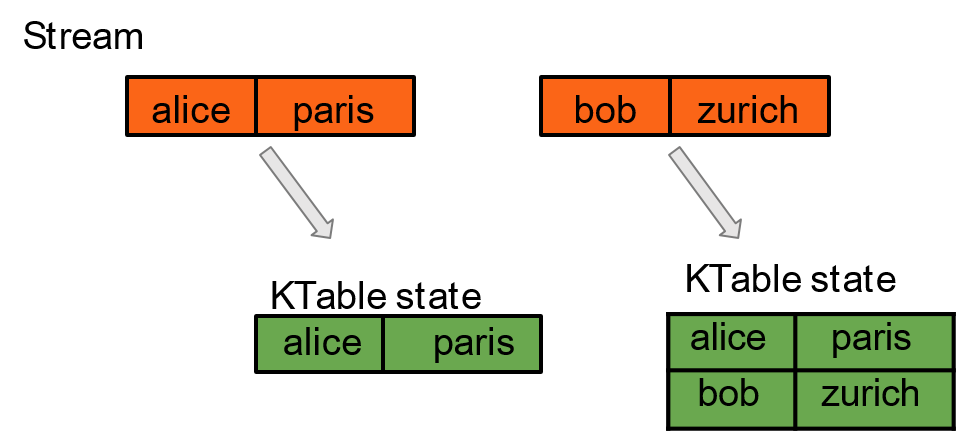 Stream
alice paris
bob zurich
KTable state
alice paris
KTable state
alice paris
bob zurich